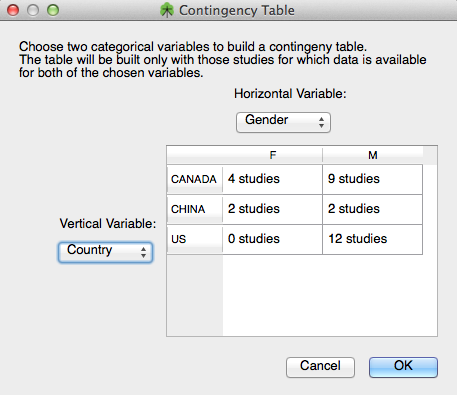 Contingency Table
Choose two categorical variables to build a contingeny table.
The table will be built only with those studies for which data is available
for both of the chosen variables.
Horizontal Variable:
Gender
F M
CANADA 4 studies 9 studies
CHINA 2 studies 2 studies
Vertical Variable:
US 0 studies 12 studies
Country
Cancel OK